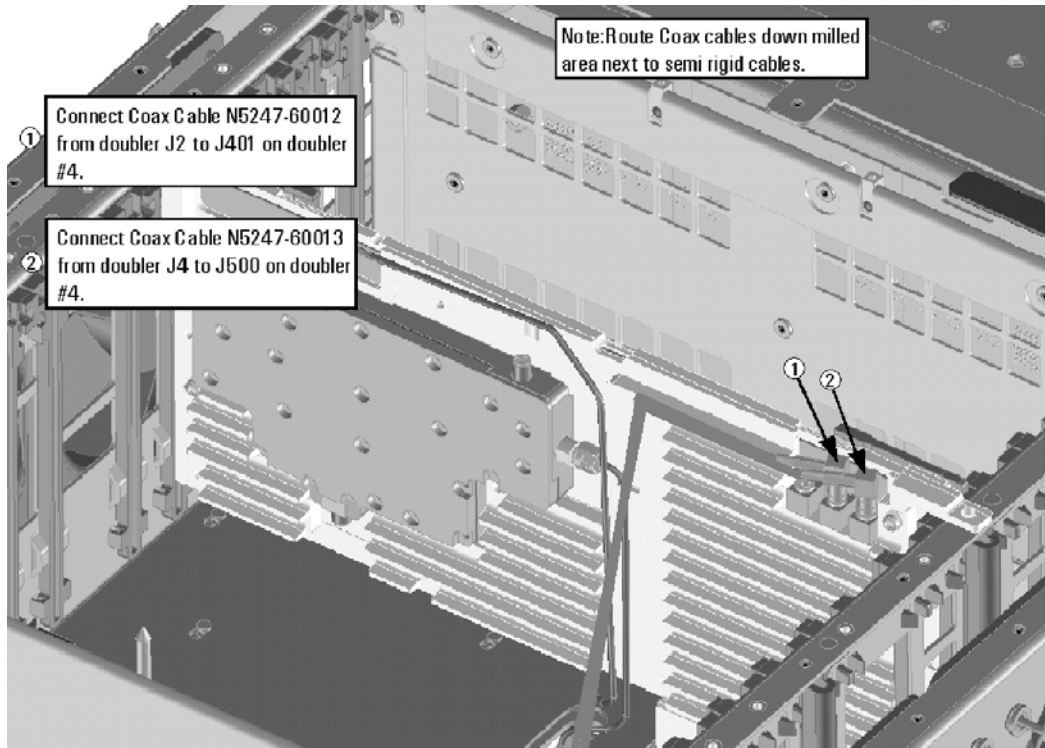 Note:Route Coax cables down milled
area next to semi rigid cables.
1
Connect Coax Cable N5247-60012
from doubler J2 to J401 on doubler
#4.
2
Connect Coax Cable N5247-60013
from doubler J4 to J500 on doubler
#4.
1
2